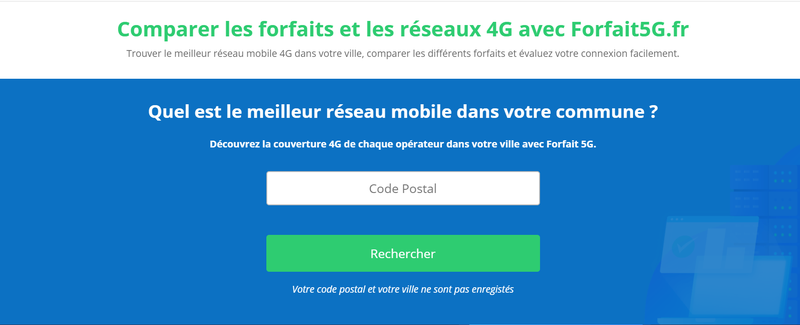 Comparer les forfaits et les réseaux 4G avec Forfait5G.fr
Trouver le meilleur réseau mobile 4G dans votre ville, comparer les différents forfaits et évaluez votre connexion facilement.
Quel est le meilleur réseau mobile dans votre commune ?
Découvrez la couverture 4G de chaque opérateur dans votre ville avec Forfait 5G.
Code Postal
Rechercher
Votre code postal et votre ville ne sont pas enregistés